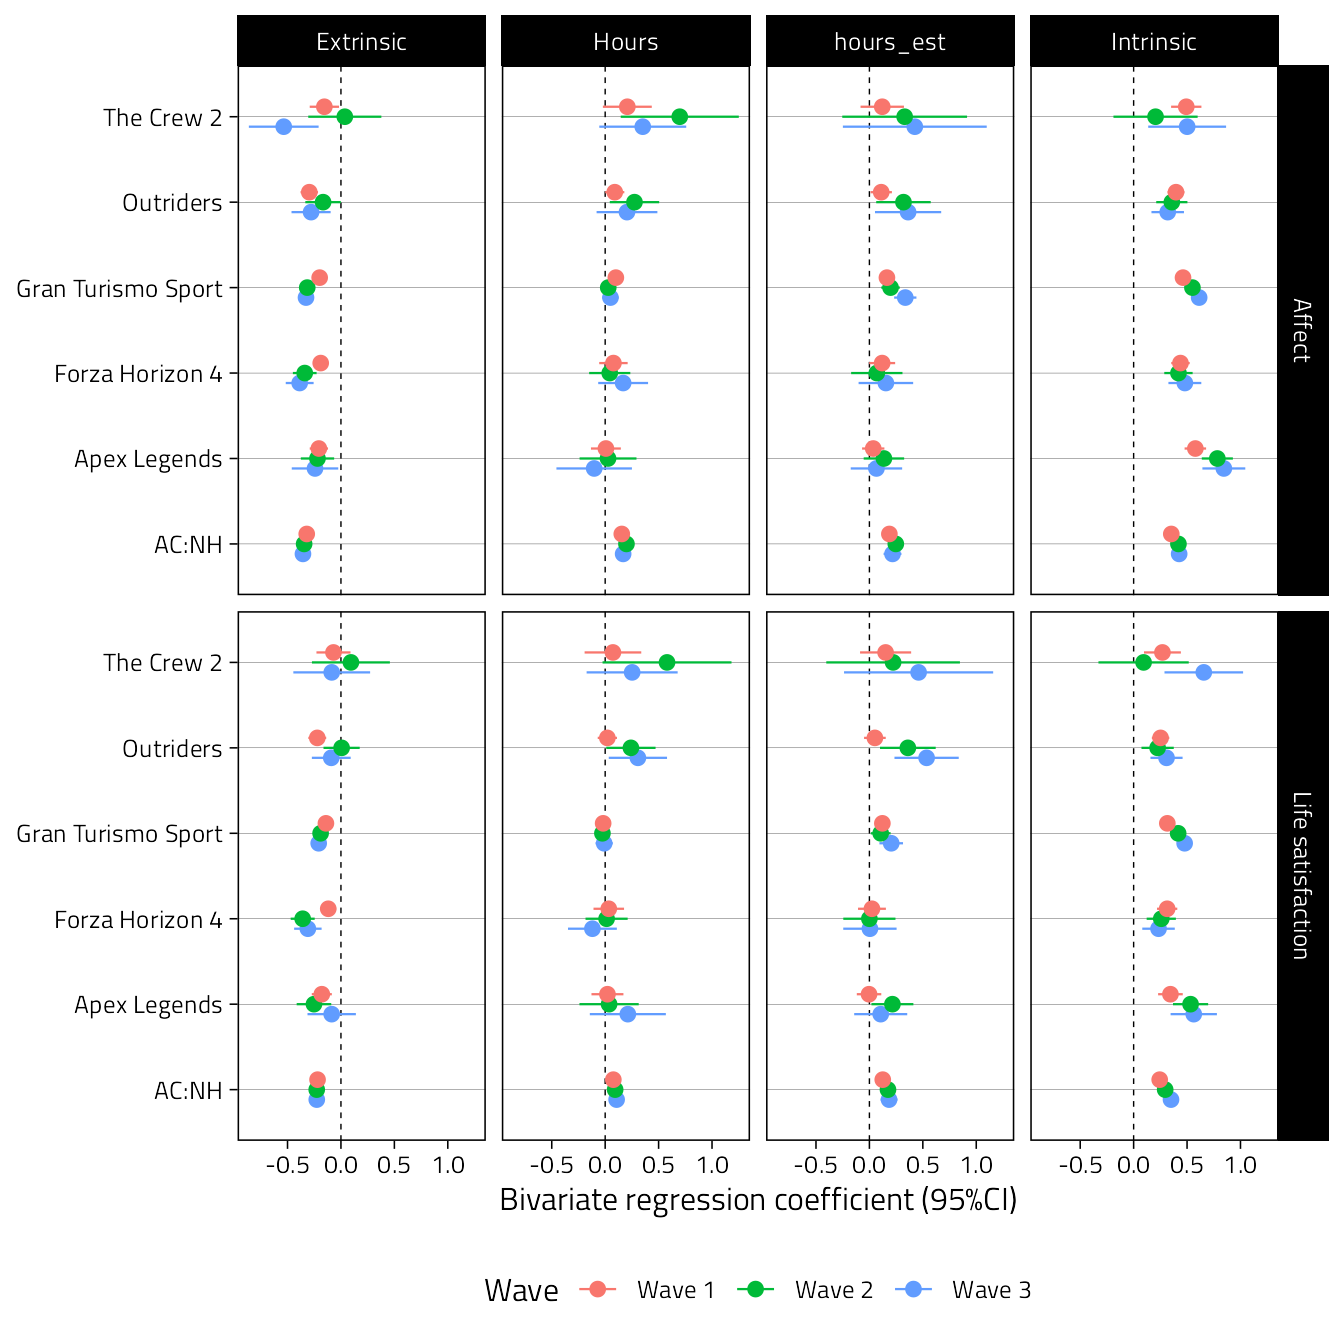 Extrinsic Hours hours_est Intrinsic
The Crew 2
Outriders
Gran Turismo Sport
Forza Horizon 4
Apex Legends
AC:NH
Affect
The Crew 2
Outriders
Gran Turismo Sport
Forza Horizon 4
Apex Legends
AC:NH
Life satisfaction
-0.5 0.0 0.5 1.0 -0.5 0.0 0.5 1.0 -0.5 0.0 0.5 1.0 -0.5 0.0 0.5 1.0
Bivariate regression coefficient (95%CI)
Wave Wave 1 Wave 2 Wave 3